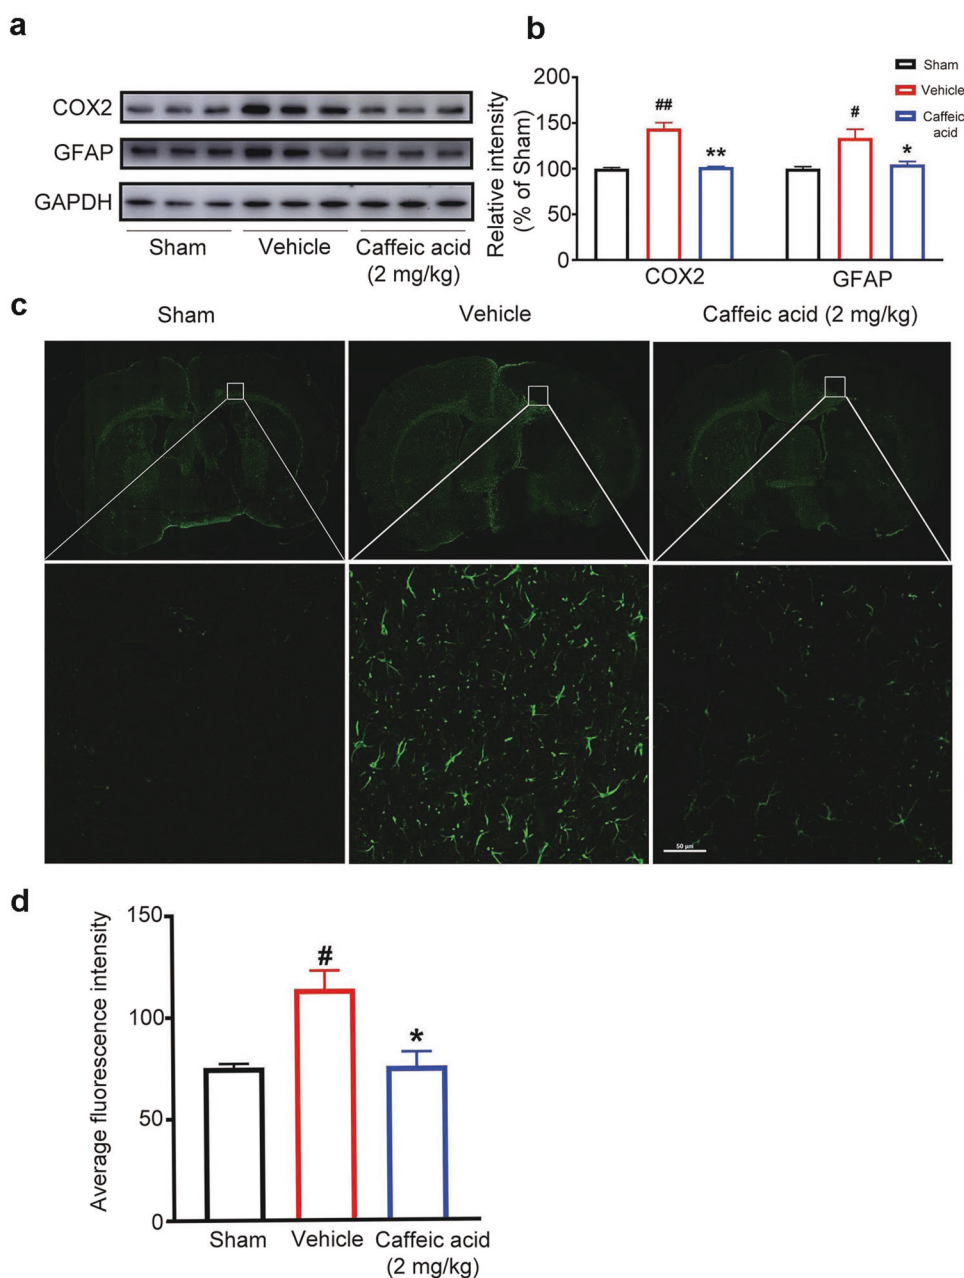 a
COX2
GFAP
GAPDH
Sham
Vehicle
Caffeic acid
(2 mg/kg)
b
Relative intensity
(% of Sham)
200
150
100
50
0
##
**
#
*
COX2
GFAP
Sham
Vehicle
Caffeic
acid
c
Sham
Vehicle
Caffeic acid (2 mg/kg)
50 µm
d
Average fluorescence intensity
150
100
50
0
#
*
Sham
Vehicle
Caffeic acid
(2 mg/kg)